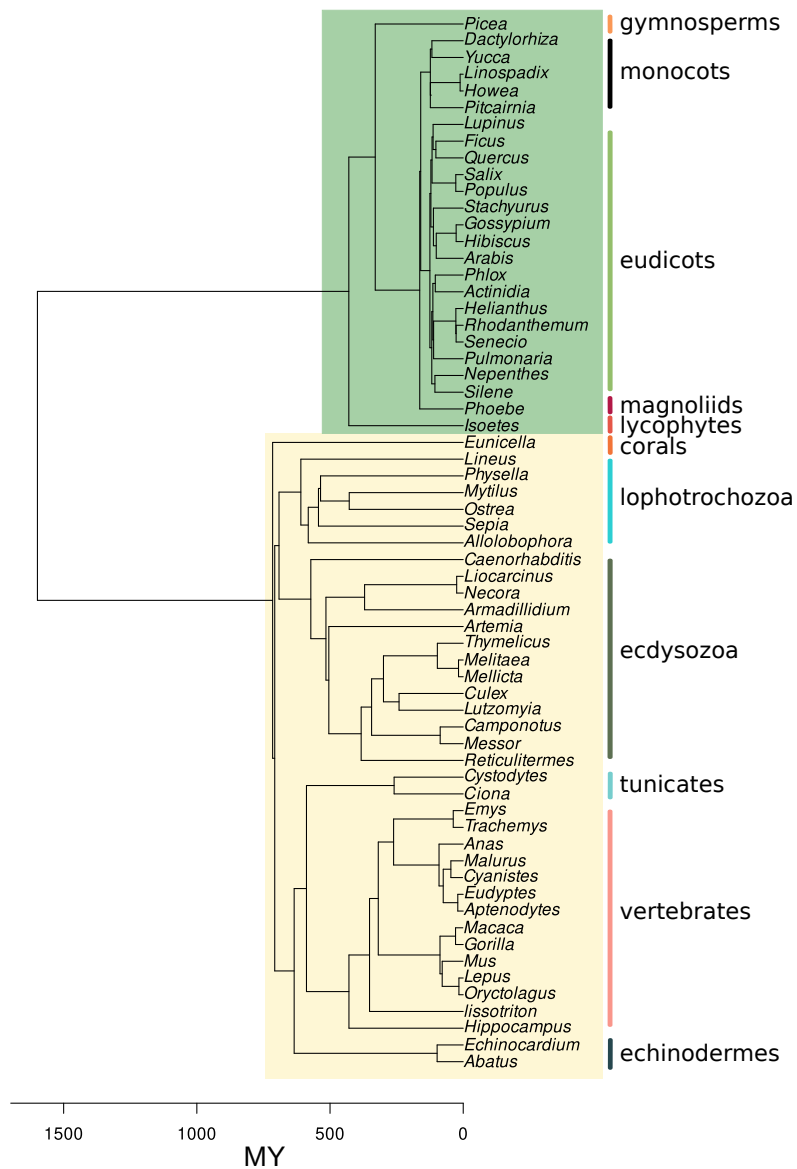 Picea
gymnosperms
Dactylorhiza
Yucca
Linospadix
monocots
Howea
Pitcairnia
Lupinus
Ficus
Quercus
Salix
Populus
Stachyurus
Gossypium
Hibiscus
Arabis
eudicots
Phlox
Actinidia
Helianthus
Rhodanthemum
Senecio
Pulmonaria
Nepenthes
Silene
Phoebe
magnoliids
Isoetes
lycophytes
Eunicella
corals
Lineus
Physella
Mytilus
lophotrochozoa
Ostrea
Sepia
Allolobophora
Caenorhabditis
Liocarcinus
Necora
Armadillidium
Artemia
Thymelicus
ecdysozoa
Melitaea
Mellicta
Culex
Lutzomyia
Camponotus
Messor
Reticulitermes
Cystodytes
tunicates
Ciona
Emys
Trachemys
Anas
Malurus
Cyanistes
Eudyptes
Aptenodytes
vertebrates
Macaca
Gorilla
Mus
Lepus
Oryctolagus
lissotriton
Hippocampus
Echinocardium
echinodermes
Abatus
1500 1000 500 0
MY